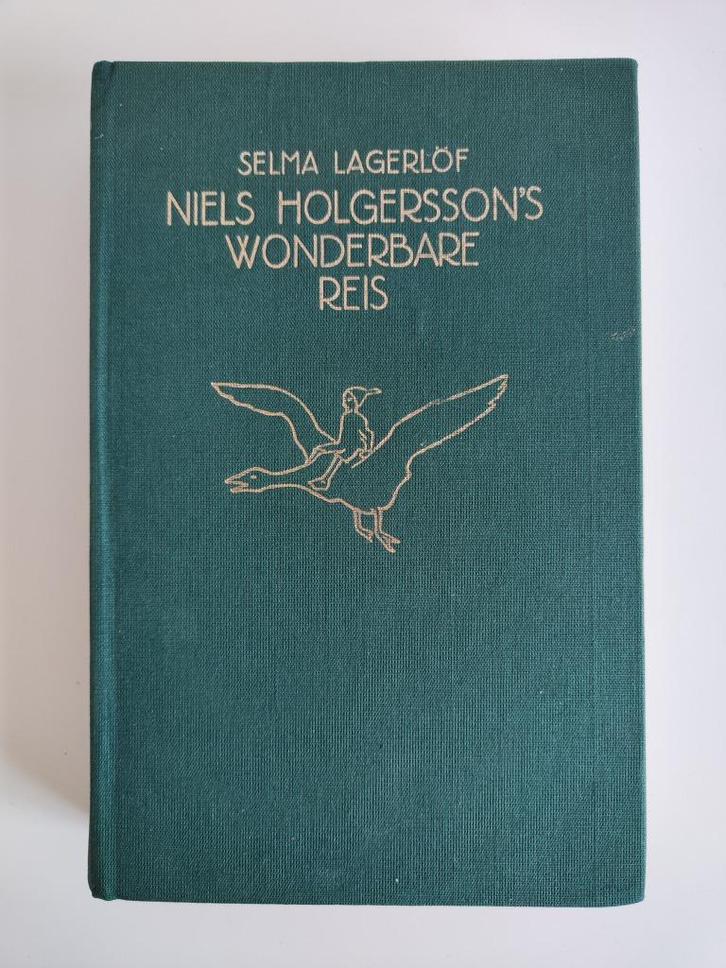 SELMA LAGERLÖF
NIELS HOLGERSSON'S
WONDERBARE
REIS